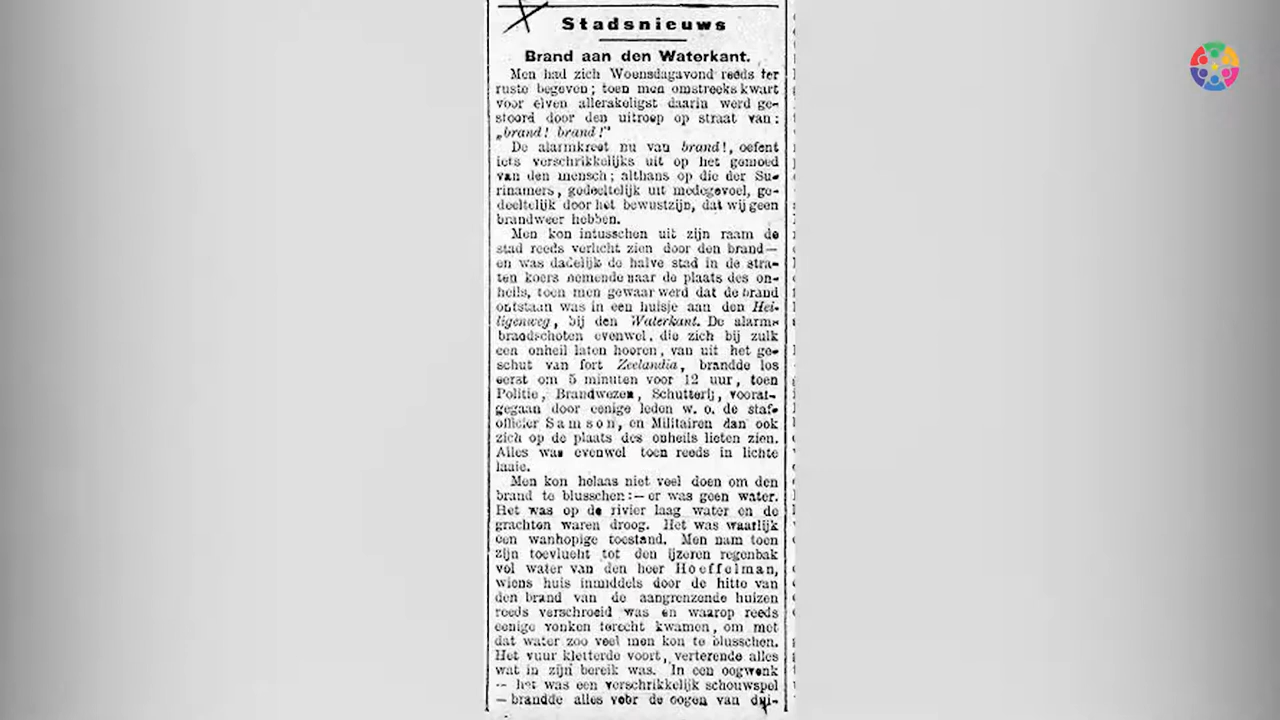 Stadsnieuws
Brand aan den Waterkant.
Men had zich Woensdagavond reeds ter
ruste begeven; toen men omstreeks kwart
voor elven allerakeligst daarin werd ge-
stoord door den uitroep op straat van:
„brand! brand!"
De alarmkreet nu van brand!, oefent
iets verschrikkelijks uit op het gemoed
van den mensch; althans op die der Su-
rinamers, gedeeltelijk uit medegevoel, ge-
deeltelijk door het bewustzijn, dat wij geen
brandweer hebben.
Men kon intusschen uit zijn raam de
stad reeds verlicht zien door den brand—
en was dadelijk de halve stad in de stra-
ten koers nemende naar de plaats des on-
heils, toen men gewaar werd dat de brand
ontstaan was in een huisje aan den Hei-
ligenweg, bij den Waterkant. De alarm-
brandschoten evenwel, die zich bij zulk
een onheil laten hooren, van uit het ge-
schut van fort Zeelandia, brandde los
eerst om 5 minuten voor 12 uur, toen
Politie, Brandwezen, Schutterij, vooraf-
gegaan door eenige leden w. o. de staf-
officier Samson, en Militairen dan ook
zich op de plaats des onheils lieten zien.
Alles was evenwel toen reeds in lichte
laaie.
Men kon helaas niet veel doen om den
brand te blusschen:— er was geen water.
Het was op de rivier laag water en de
grachten waren droog. Het was waarlijk
een wanhopige toestand. Men nam toen
zijn toevlucht tot den ijzeren regenbak
vol water van den heer Hoeffelman,
wiens huis inmiddels door de hitte van
den brand van de aangrenzende huizen
reeds verschroeid was en waarop reeds
eenige vonken terecht kwamen, om met
dat water zoo veel men kon te blusschen.
Het vuur kletterde voort, verterende alles
wat in zijn bereik was. In een oogwenk
— het was een verschrikkelijk schouwspel
— brandde alles voor de oogen van dui-